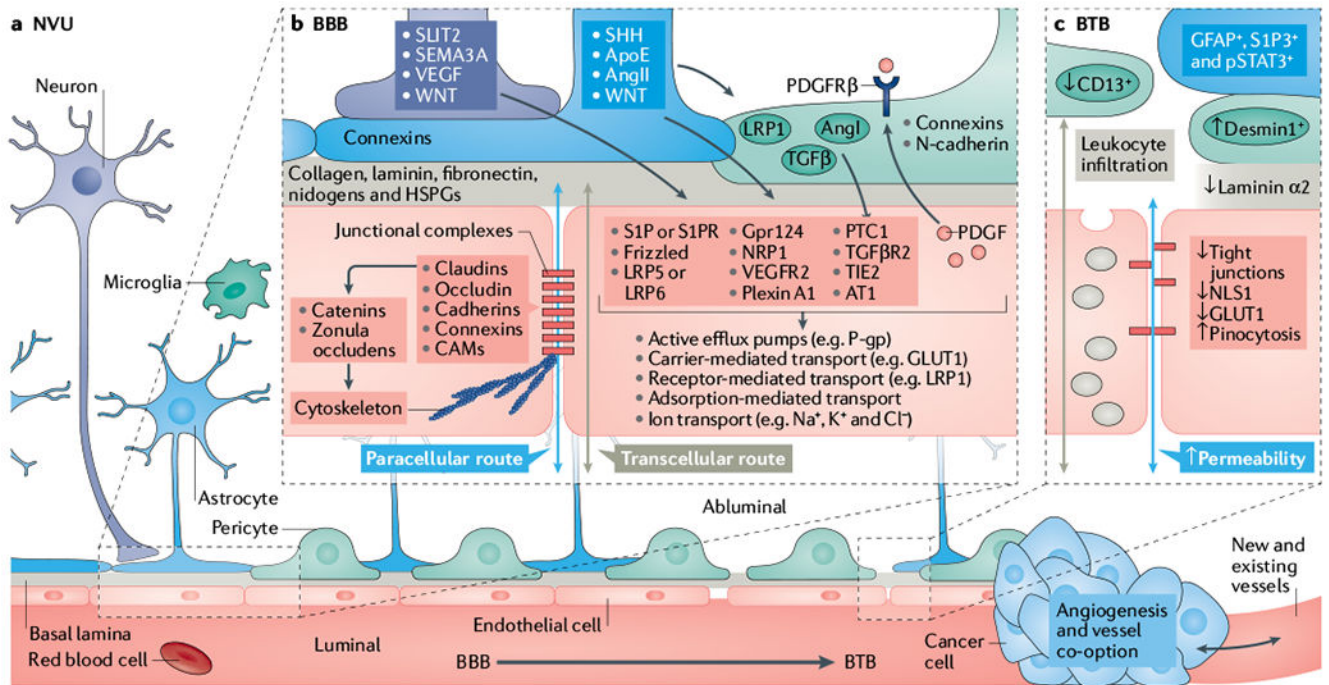 a NVU
Neuron
Microglia
Astrocyte
Pericyte
Basal lamina
Red blood cell
Luminal
Abluminal
Endothelial cell
BBB
BTB
Cancer
cell
Angiogenesis
and vessel
co-option
New and
existing
vessels
b BBB
• SLIT2
• SEMA3A
• VEGF
• WNT
• SHH
• ApoE
• AngII
• WNT
Connexins
PDGFRβ
LRP1
AngI
TGFβ
• Connexins
• N-cadherin
Collagen, laminin, fibronectin,
nidogens and HSPGs
Junctional complexes
• Claudins
• Occludin
• Cadherins
• Connexins
• CAMs
• Catenins
• Zonula
occludens
Cytoskeleton
• S1P or S1PR
• Frizzled
• LRP5 or
LRP6
• Gpr124
• NRP1
• VEGFR2
• Plexin A1
• PTC1
• TGFβR2
• TIE2
• AT1
PDGF
• Active efflux pumps (e.g. P-gp)
• Carrier-mediated transport (e.g. GLUT1)
• Receptor-mediated transport (e.g. LRP1)
• Adsorption-mediated transport
• Ion transport (e.g. Na⁺, K⁺ and Cl⁻)
Paracellular route
Transcellular route
c BTB
GFAP⁺, S1P3⁺
and pSTAT3⁺
↓CD13⁺
↑Desmin1⁺
Leukocyte
infiltration
↓Laminin α2
↓Tight
junctions
↓NLS1
↓GLUT1
↑Pinocytosis
↑Permeability